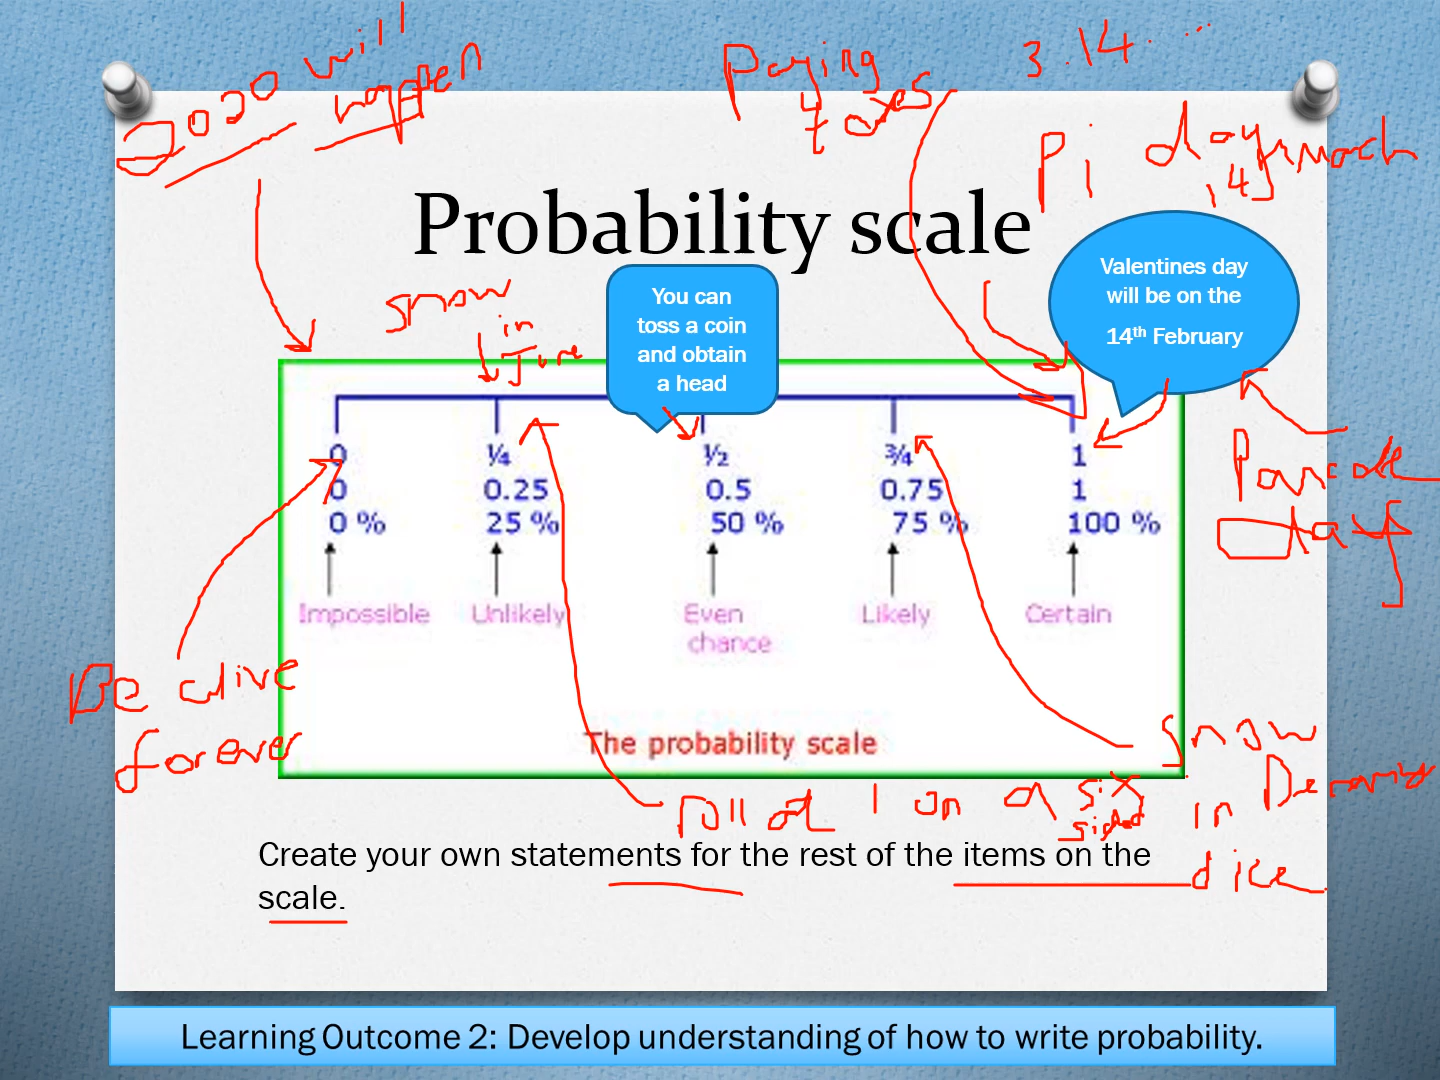 2020 will
happen
Paying
taxes
3.14.....
Pi day March
14
Probability scale
Snow
in
June
You can
toss a coin
and obtain
a head
Valentines day
will be on the
14th February
0 ¼ ½ ¾ 1
0 0.25 0.5 0.75 1
0 % 25 % 50 % 75 % 100 %
Impossible Unlikely Even chance Likely Certain
Pancake
day
Be alive
forever
The probability scale
Snow
in
roll a 1 on a six
sided
dice
Create your own statements for the rest of the items on the
scale.
Learning Outcome 2: Develop understanding of how to write probability.